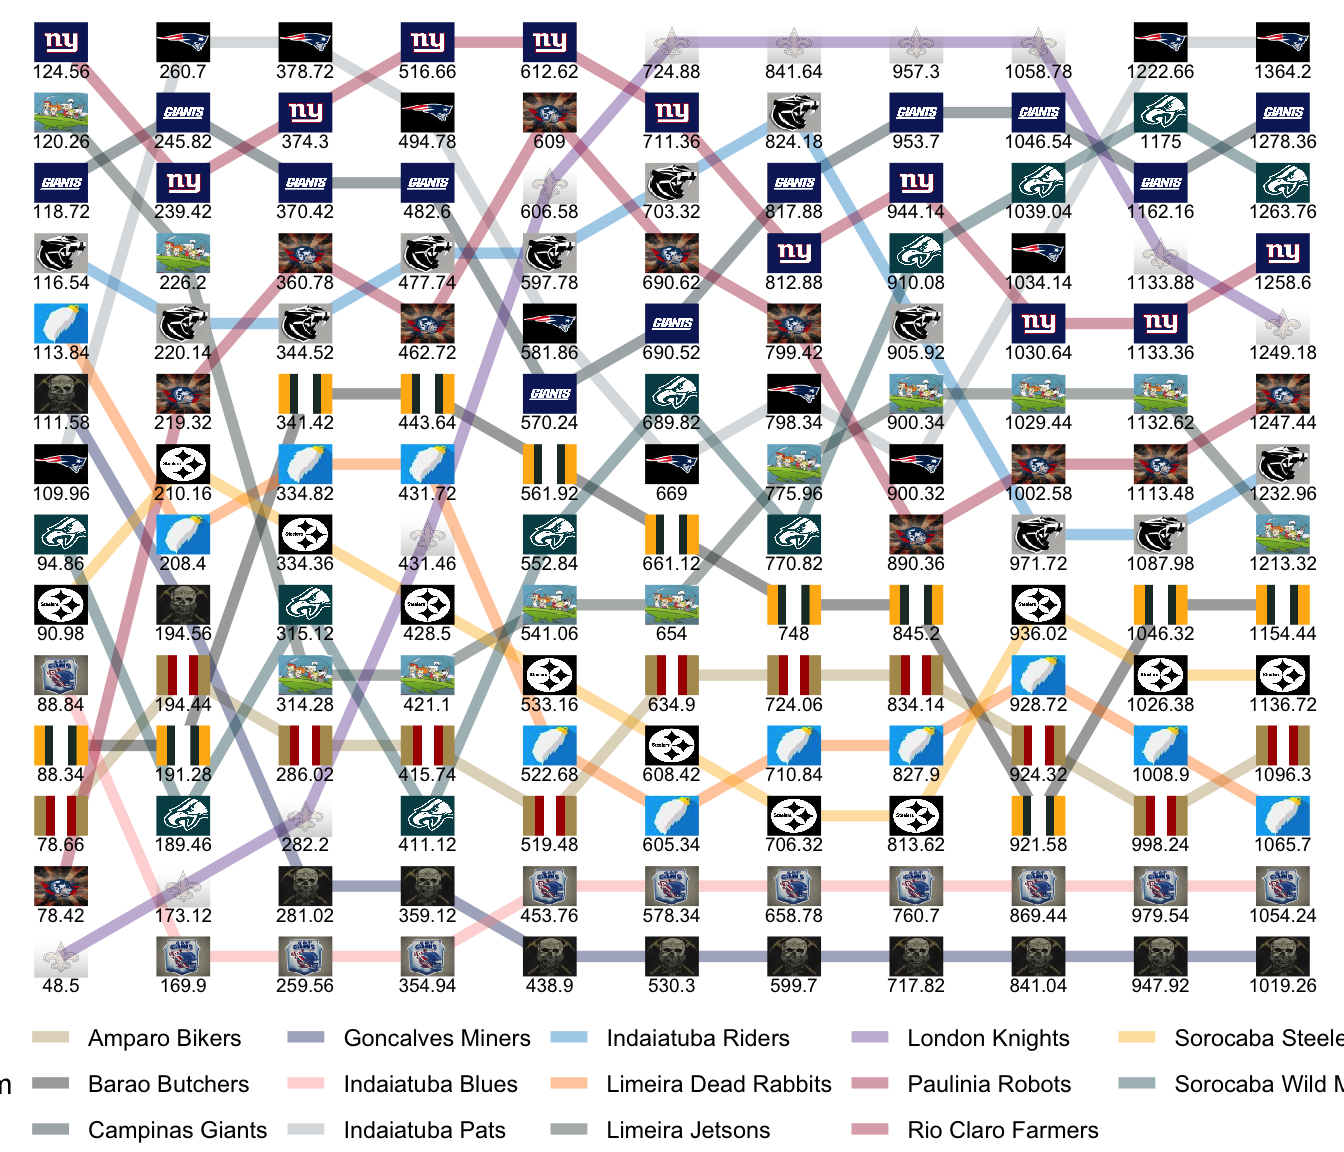 ny ny ny
124.56 260.7 378.72 516.66 612.62 724.88 841.64 957.3 1058.78 1222.66 1364.2
GIANTS ny ny GIANTS GIANTS GIANTS
120.26 245.82 374.3 494.78 609 711.36 824.18 953.7 1046.54 1175 1278.36
GIANTS ny GIANTS GIANTS GIANTS ny GIANTS
118.72 239.42 370.42 482.6 606.58 703.32 817.88 944.14 1039.04 1162.16 1263.76
ny ny
116.54 226.2 360.78 477.74 597.78 690.62 812.88 910.08 1034.14 1133.88 1258.6
GIANTS ny ny
113.84 220.14 344.52 462.72 581.86 690.52 799.42 905.92 1030.64 1133.36 1249.18
GIANTS
111.58 219.32 341.42 443.64 570.24 689.82 798.34 900.34 1029.44 1132.62 1247.44
Steelers
109.96 210.16 334.82 431.72 561.92 669 775.96 900.32 1002.58 1113.48 1232.96
Steelers
94.86 208.4 334.36 431.46 552.84 661.12 770.82 890.36 971.72 1087.98 1213.32
Steelers Steelers Steelers
90.98 194.56 315.12 428.5 541.06 654 748 845.2 936.02 1046.32 1154.44
Steelers Steelers Steelers
88.84 194.44 314.28 421.1 533.16 634.9 724.06 834.14 928.72 1026.38 1136.72
Steelers
88.34 191.28 286.02 415.74 522.68 608.42 710.84 827.9 924.32 1008.9 1096.3
Steelers Steelers
78.66 189.46 282.2 411.12 519.48 605.34 706.32 813.62 921.58 998.24 1065.7
78.42 173.12 281.02 359.12 453.76 578.34 658.78 760.7 869.44 979.54 1054.24
48.5 169.9 259.56 354.94 438.9 530.3 599.7 717.82 841.04 947.92 1019.26
Amparo Bikers Goncalves Miners Indaiatuba Riders London Knights Sorocaba Steele
m Barao Butchers Indaiatuba Blues Limeira Dead Rabbits Paulinia Robots Sorocaba Wild M
Campinas Giants Indaiatuba Pats Limeira Jetsons Rio Claro Farmers